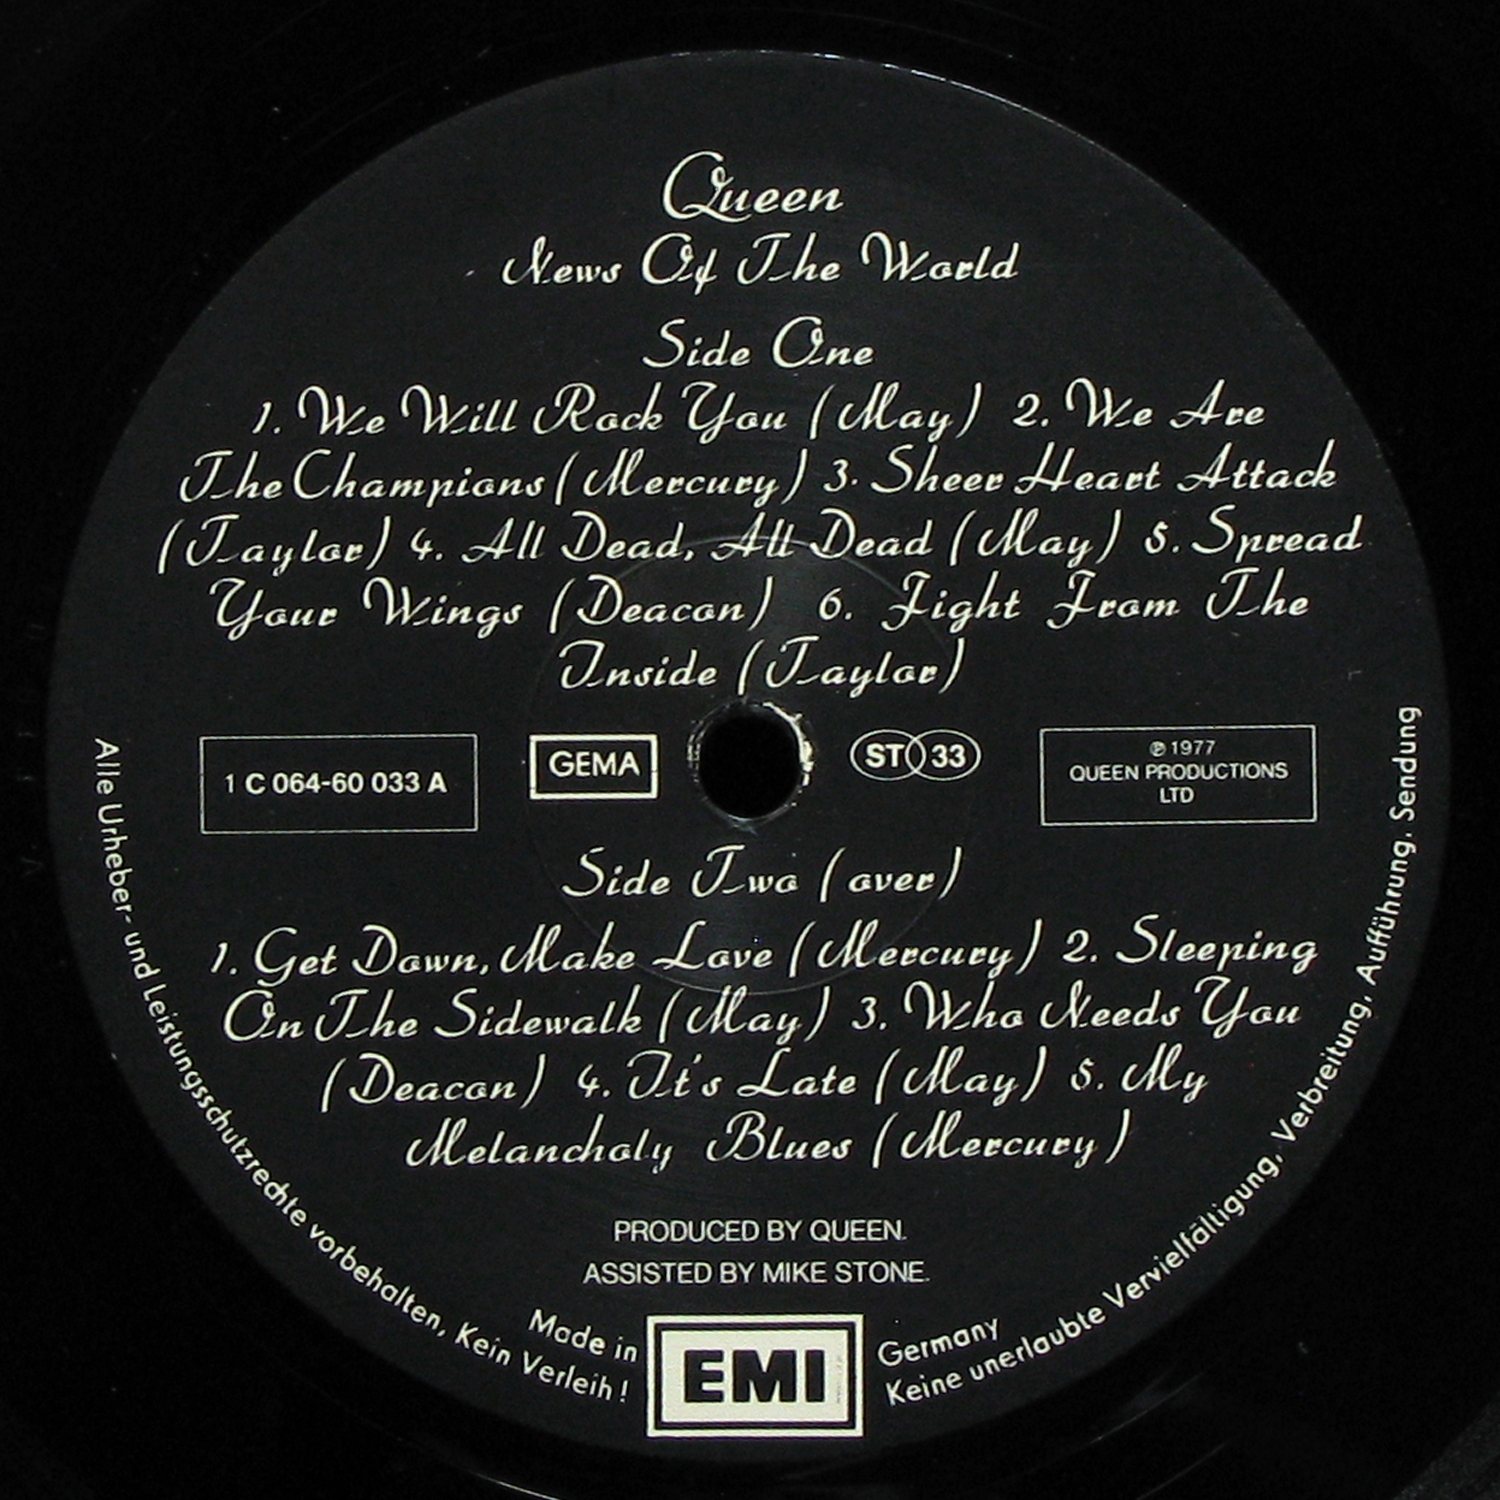 Queen
News Of The World
Side One
1. We Will Rock You (May) 2. We Are
The Champions (Mercury) 3. Sheer Heart Attack
(Taylor) 4. All Dead, All Dead (May) 5. Spread
Your Wings (Deacon) 6. Fight From The
Inside (Taylor)
1 C 064-60 033 A
GEMA
ST 33
℗ 1977
QUEEN PRODUCTIONS
LTD
Side Two (over)
1. Get Down, Make Love (Mercury) 2. Sleeping
On The Sidewalk (May) 3. Who Needs You
(Deacon) 4. It's Late (May) 5. My
Melancholy Blues (Mercury)
PRODUCED BY QUEEN.
ASSISTED BY MIKE STONE.
Made in
EMI
Germany
Alle Urheber- und Leistungsschutzrechte vorbehalten, Kein Verleih!
Keine unerlaubte Vervielfältigung, Verbreitung, Aufführung, Sendung